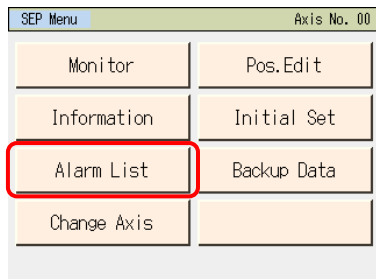 SEP Menu Axis No. 00
Monitor Pos.Edit
Information Initial Set
Alarm List Backup Data
Change Axis